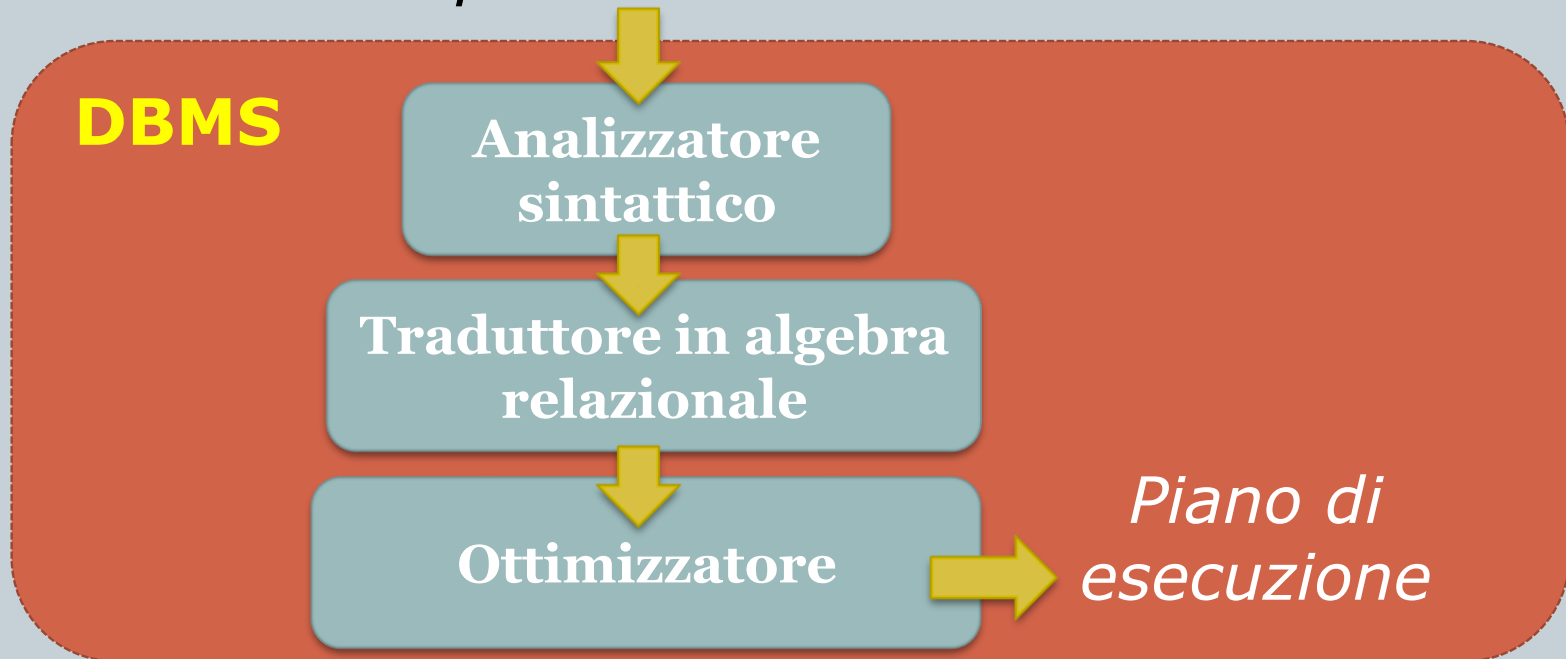 DBMS
Analizzatore
sintattico
Traduttore in algebra
relazionale
Ottimizzatore
Piano di
esecuzione